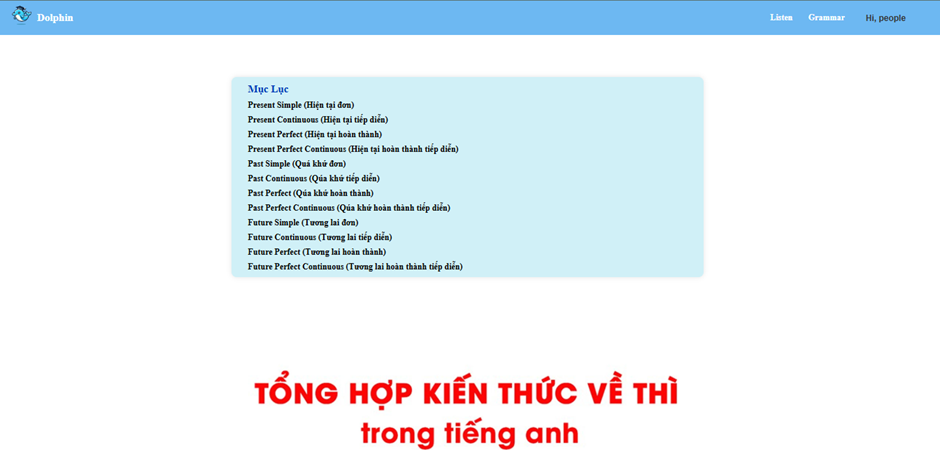 Dolphin
Listen Grammar Hi, people
Mục Lục
Present Simple (Hiện tại đơn)
Present Continuous (Hiện tại tiếp diễn)
Present Perfect (Hiện tại hoàn thành)
Present Perfect Continuous (Hiện tại hoàn thành tiếp diễn)
Past Simple (Quá khứ đơn)
Past Continuous (Qúa khứ tiếp diễn)
Past Perfect (Qúa khứ hoàn thành)
Past Perfect Continuous (Qúa khứ hoàn thành tiếp diễn)
Future Simple (Tương lai đơn)
Future Continuous (Tương lai tiếp diễn)
Future Perfect (Tương lai hoàn thành)
Future Perfect Continuous (Tương lai hoàn thành tiếp diễn)
TỔNG HỢP KIẾN THỨC VỀ THÌ
trong tiếng anh